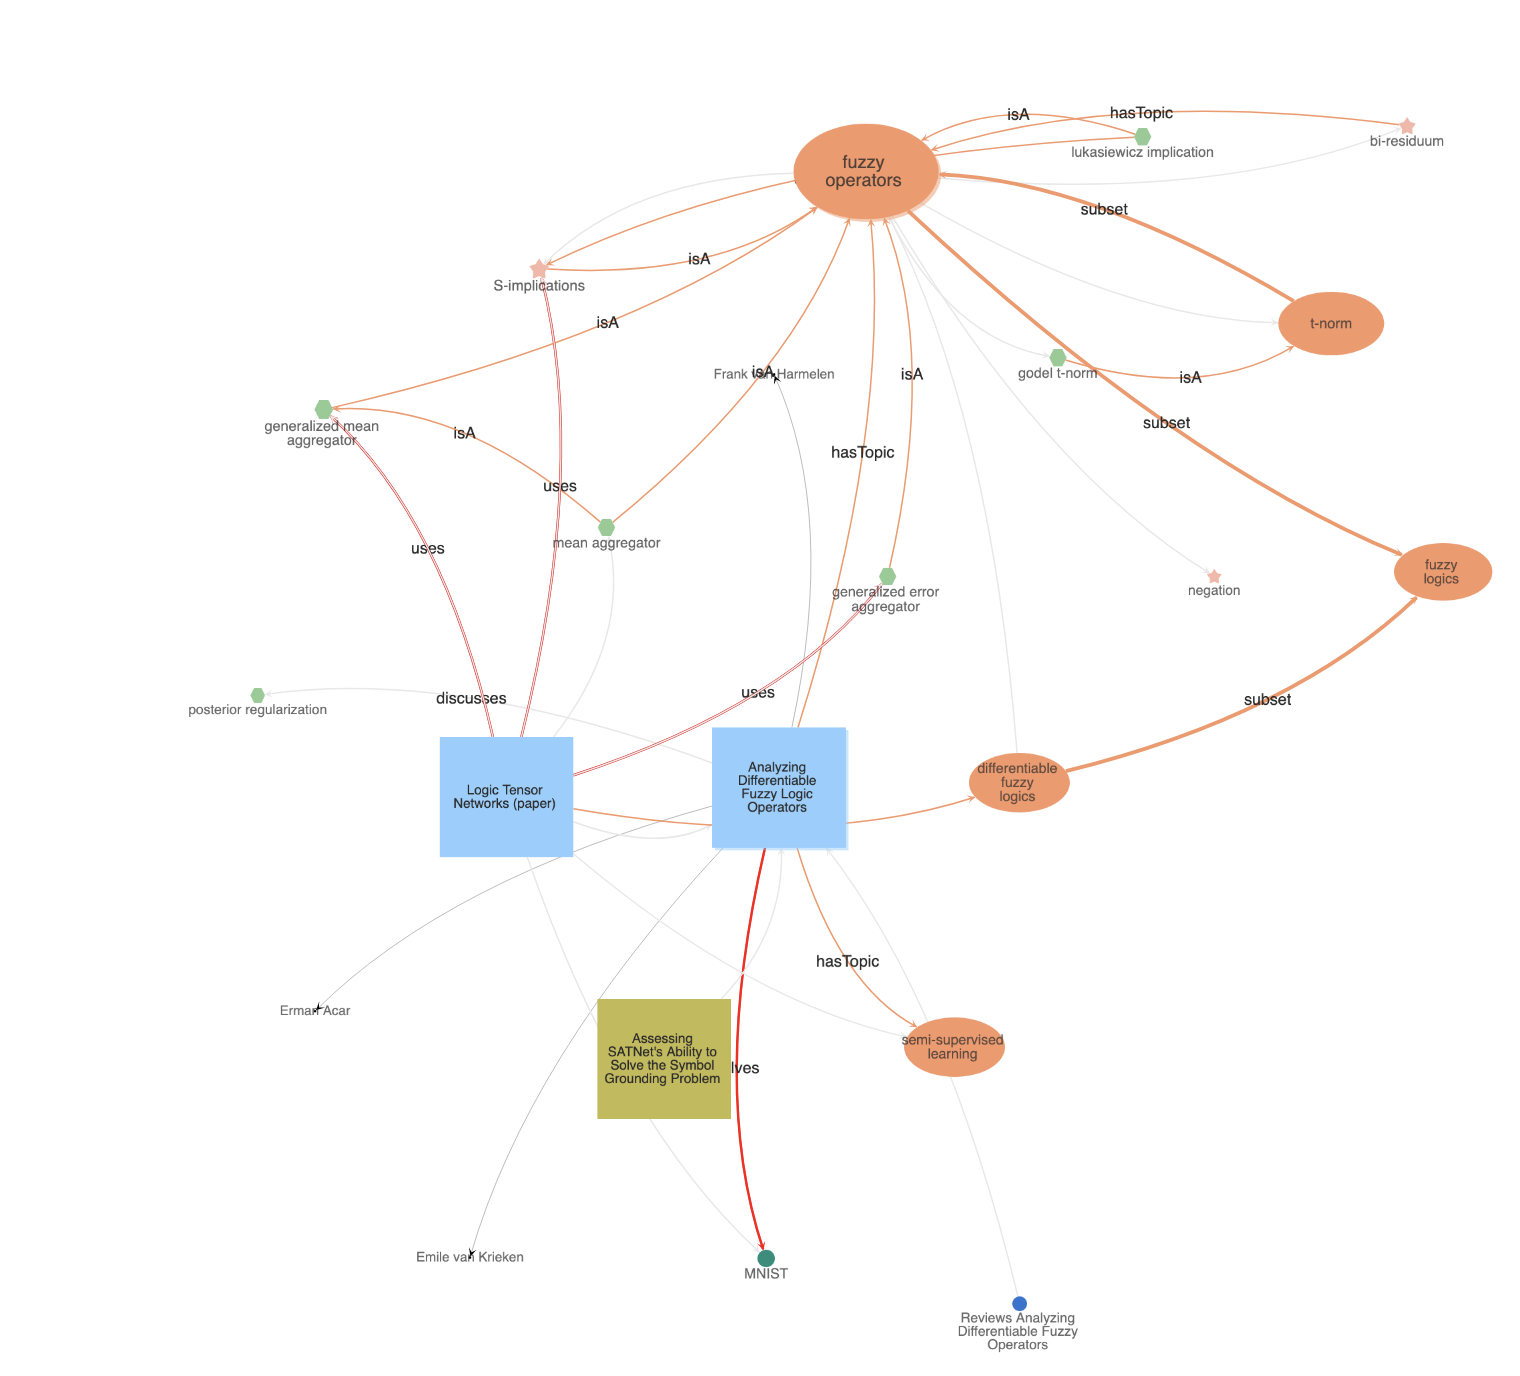 isA
hasTopic
bi-residuum
lukasiewicz implication
fuzzy
operators
subset
isA
S-implications
isA
t-norm
Frank van Harmelen
isA
godel t-norm
isA
isA
generalized mean
aggregator
isA
subset
hasTopic
uses
mean aggregator
uses
generalized error
aggregator
negation
fuzzy
logics
posterior regularization
discusses
uses
subset
Logic Tensor
Networks (paper)
Analyzing
Differentiable
Fuzzy Logic
Operators
differentiable
fuzzy
logics
hasTopic
Erman Acar
Assessing
SATNet's Ability to
Solve the Symbol
Grounding Problem
semi-supervised
learning
lves
Emile van Krieken
MNIST
Reviews Analyzing
Differentiable Fuzzy
Operators